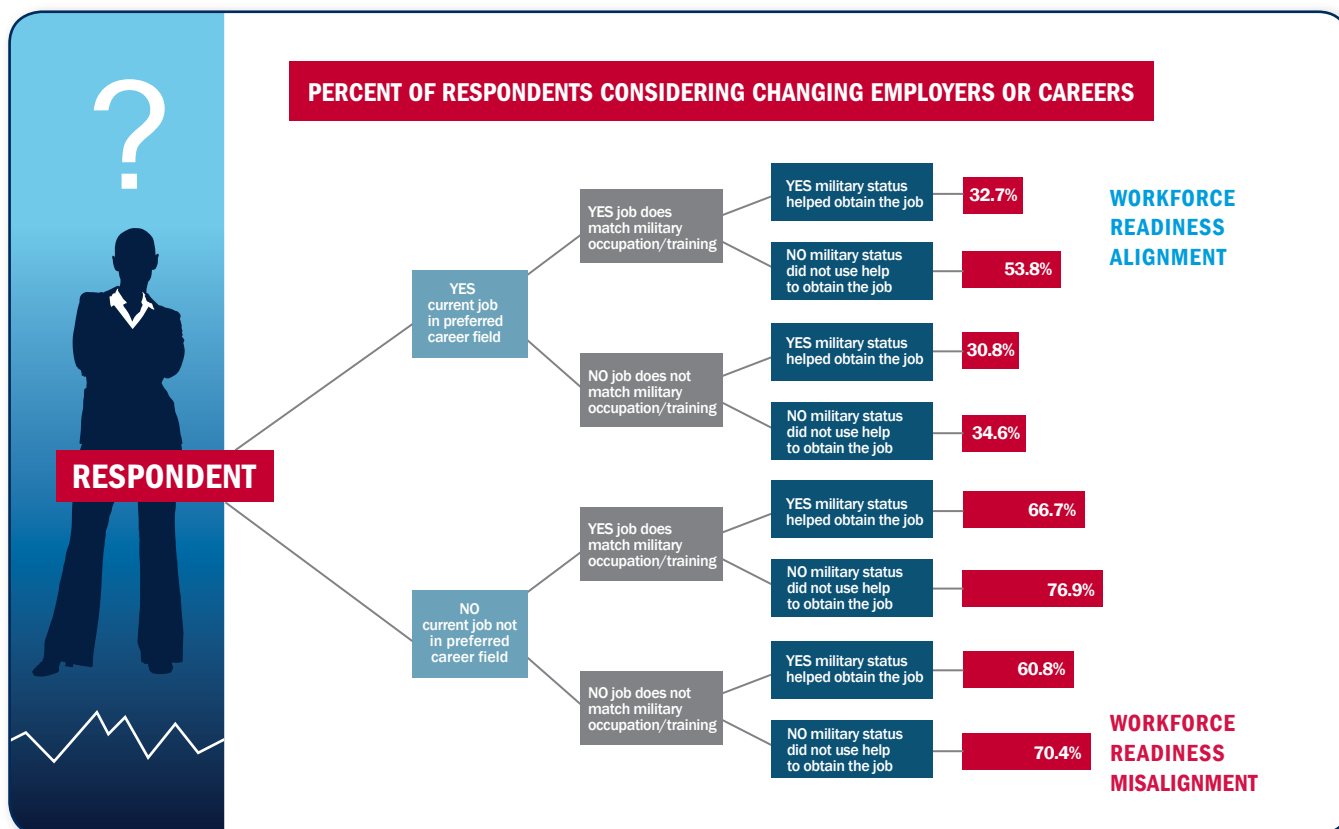 ?
PERCENT OF RESPONDENTS CONSIDERING CHANGING EMPLOYERS OR CAREERS
RESPONDENT
YES
current job
in preferred
career field
YES job does
match military
occupation/training
YES military status
helped obtain the job
32.7%
NO military status
did not use help
to obtain the job
53.8%
NO job does not
match military
occupation/training
YES military status
helped obtain the job
30.8%
NO military status
did not use help
to obtain the job
34.6%
NO
current job not
in preferred
career field
YES job does
match military
occupation/training
YES military status
helped obtain the job
66.7%
NO military status
did not use help
to obtain the job
76.9%
NO job does not
match military
occupation/training
YES military status
helped obtain the job
60.8%
NO military status
did not use help
to obtain the job
70.4%
WORKFORCE
READINESS
ALIGNMENT
WORKFORCE
READINESS
MISALIGNMENT